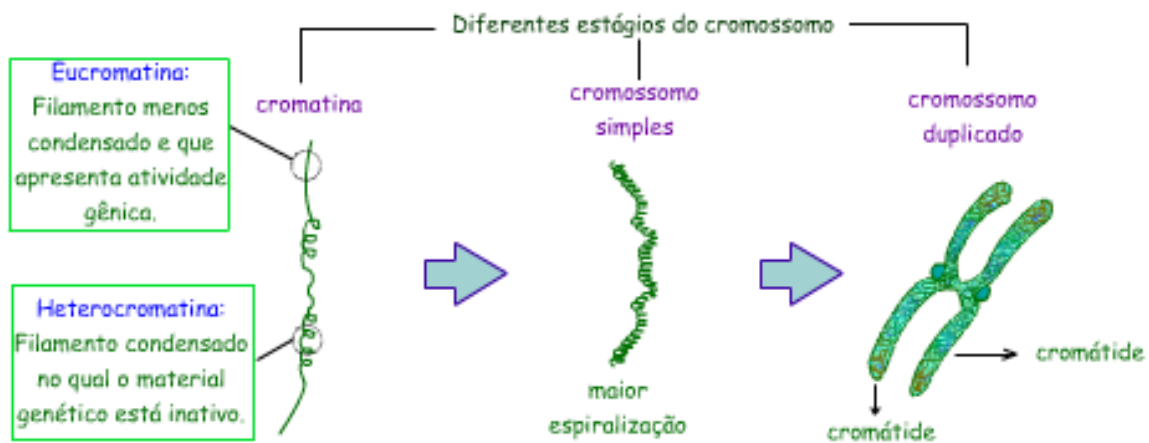 Diferentes estágios do cromossomo
Eucromatina:
Filamento menos
condensado e que
apresenta atividade
gênica.
cromatina
cromossomo
simples
cromossomo
duplicado
Heterocromatina:
Filamento condensado
no qual o material
genético está inativo.
maior
espiralização
cromátide
cromátide